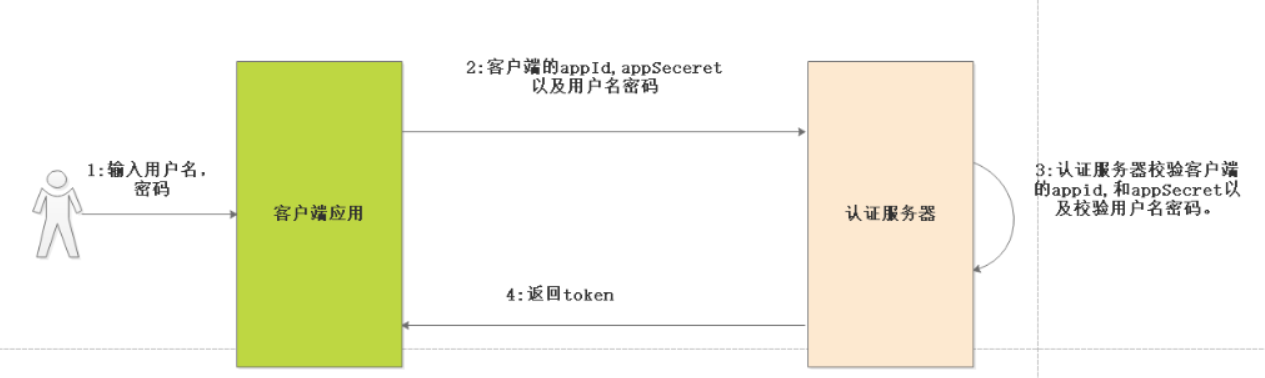 2:客户端的appId,appSeceret
以及用户名密码
1:输入用户名,
密码
客户端应用
认证服务器
3:认证服务器校验客户端
的appid,和appSecret以
及校验用户名密码。
4:返回token